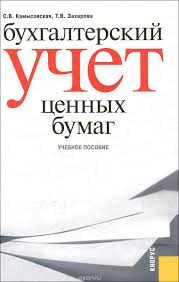 С.В. Камысовская, Т.В. Захарова
бухгалтерский
учет
ценных
бумаг
УЧЕБНОЕ ПОСОБИЕ
КНОРУС